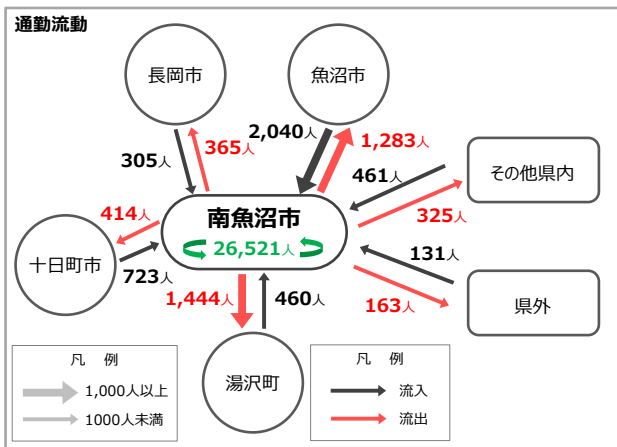 通勤流動
長岡市
魚沼市
2,040人
1,283人
305人
365人
461人
その他県内
325人
414人
南魚沼市
26,521人
十日町市
723人
131人
163人
県外
1,444人
460人
湯沢町
凡 例
1,000人以上
1000人未満
凡 例
流入
流出